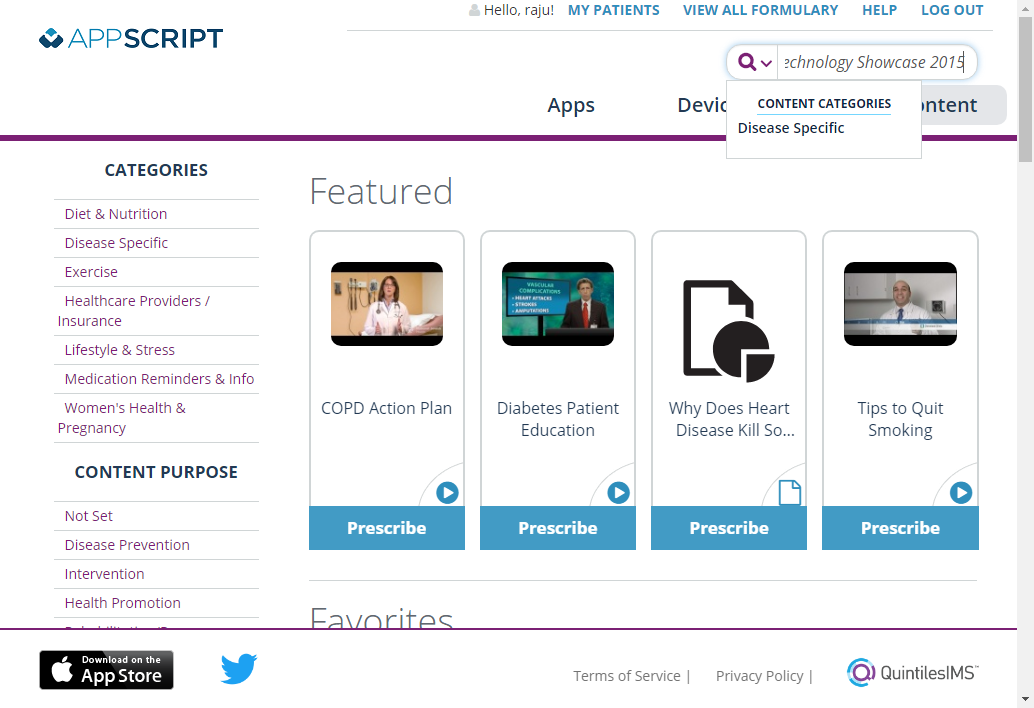 Hello, raju! MY PATIENTS VIEW ALL FORMULARY HELP LOG OUT
APPSCRIPT
echnology Showcase 2015
Apps Devic ontent
CONTENT CATEGORIES
Disease Specific
CATEGORIES
Diet & Nutrition
Disease Specific
Exercise
Healthcare Providers /
Insurance
Lifestyle & Stress
Medication Reminders & Info
Women's Health &
Pregnancy
CONTENT PURPOSE
Not Set
Disease Prevention
Intervention
Health Promotion
Featured
VASCULAR
COMPLICATIONS
• HEART ATTACKS
• STROKES
• AMPUTATIONS
COPD Action Plan
Diabetes Patient
Education
Why Does Heart
Disease Kill So...
Tips to Quit
Smoking
Prescribe Prescribe Prescribe Prescribe
Favorites
Download on the
App Store
Terms of Service | Privacy Policy |
QuintilesIMS™